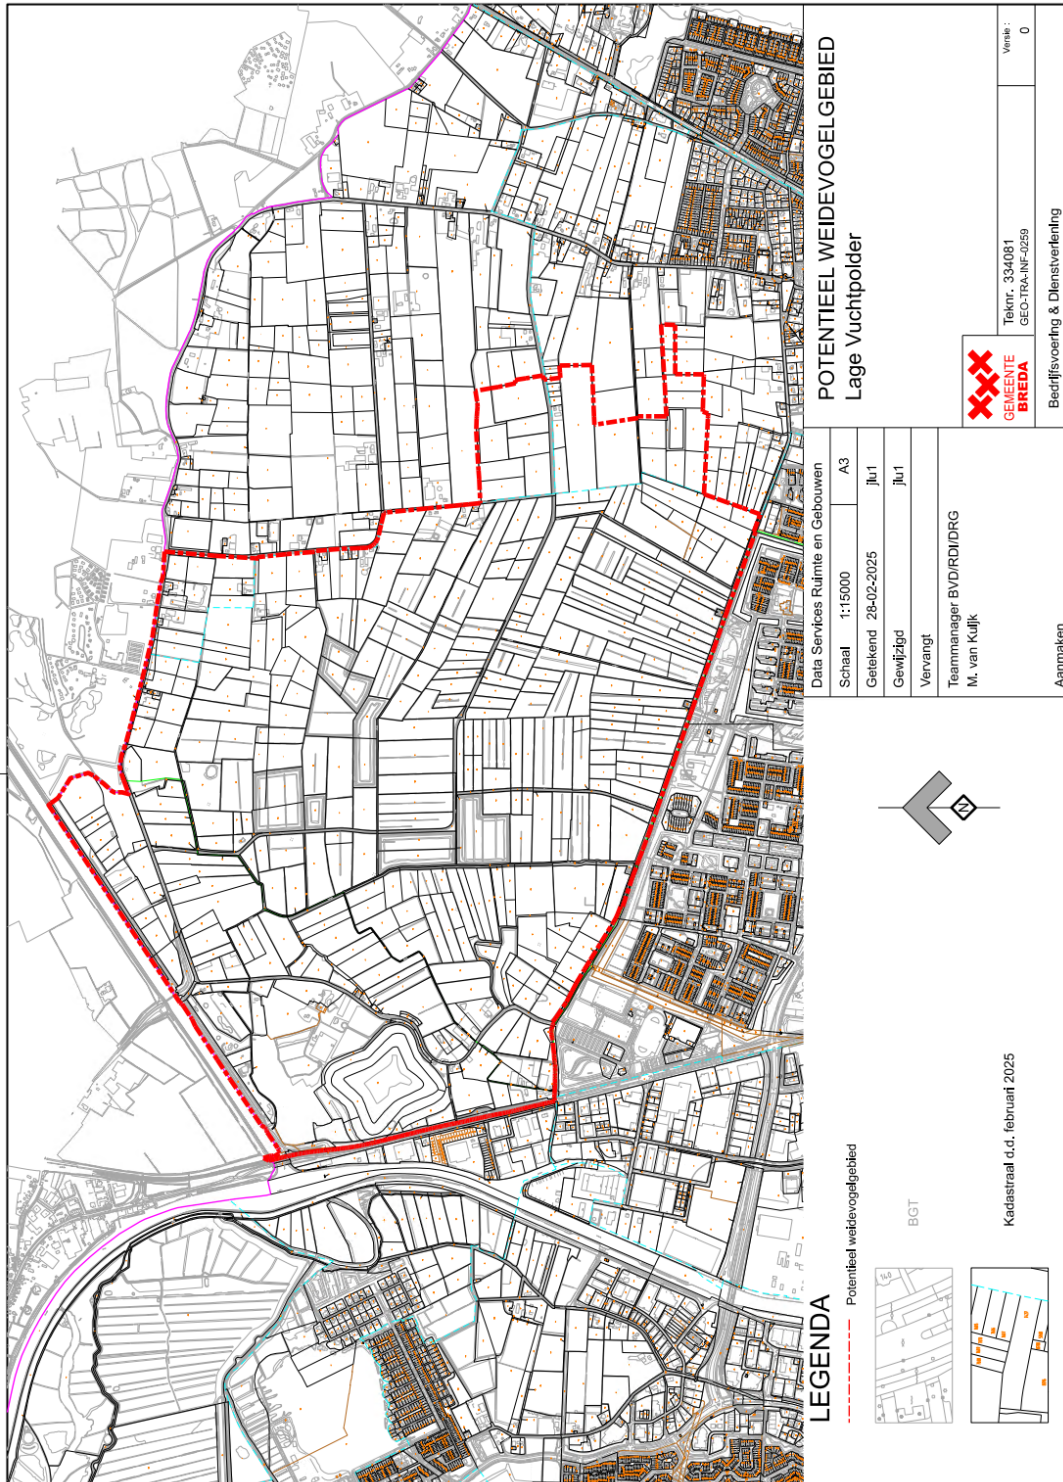 LEGENDA
Potentieel weidevogelgebied
BGT
Kadastraal d.d. februari 2025
N
Data Services Ruimte en Gebouwen
Schaal 1:15000 A3
Getekend 28-02-2025 jlu1
Gewijzigd jlu1
Vervangt
Teammanager BVD/RDI/DRG
M. van Kuijk
Aanmaken
POTENTIEEL WEIDEVOGELGEBIED
Lage Vuchtpolder
GEMEENTE
BREDA
Teknr. 334081
GEO-TRA-INF-0259
Versie :
0
Bedrijfsvoering & Dienstverlening